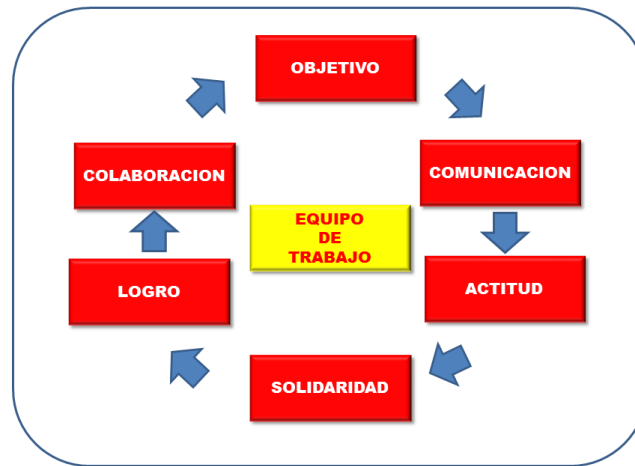 OBJETIVO
COMUNICACION
ACTITUD
SOLIDARIDAD
LOGRO
COLABORACION
EQUIPO
DE
TRABAJO